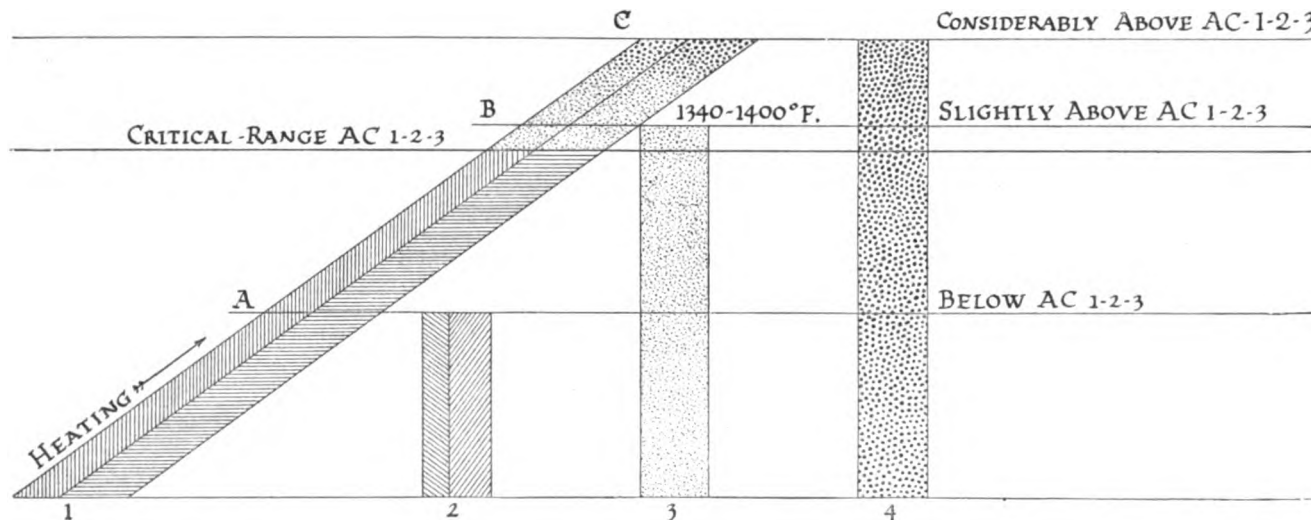 C
CONSIDERABLY ABOVE AC-1-2-3
B
1340-1400°F.
SLIGHTLY ABOVE AC 1-2-3
CRITICAL-RANGE AC 1-2-3
A
BELOW AC 1-2-3
HEATING
1
2
3
4